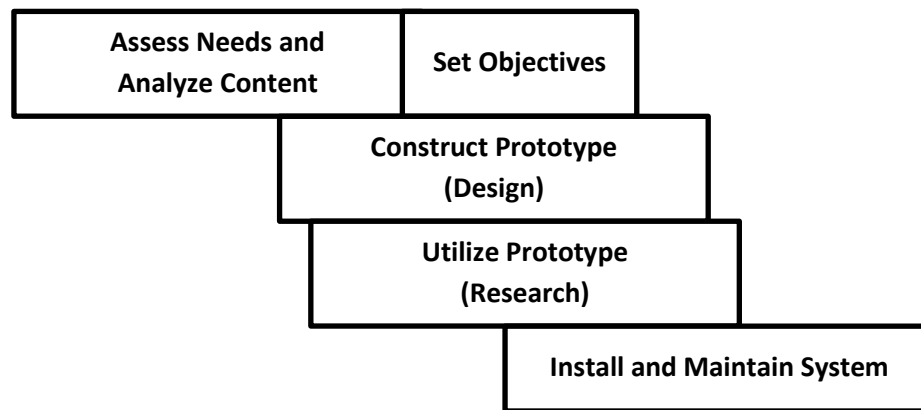 Assess Needs and
Analyze Content
Set Objectives
Construct Prototype
(Design)
Utilize Prototype
(Research)
Install and Maintain System